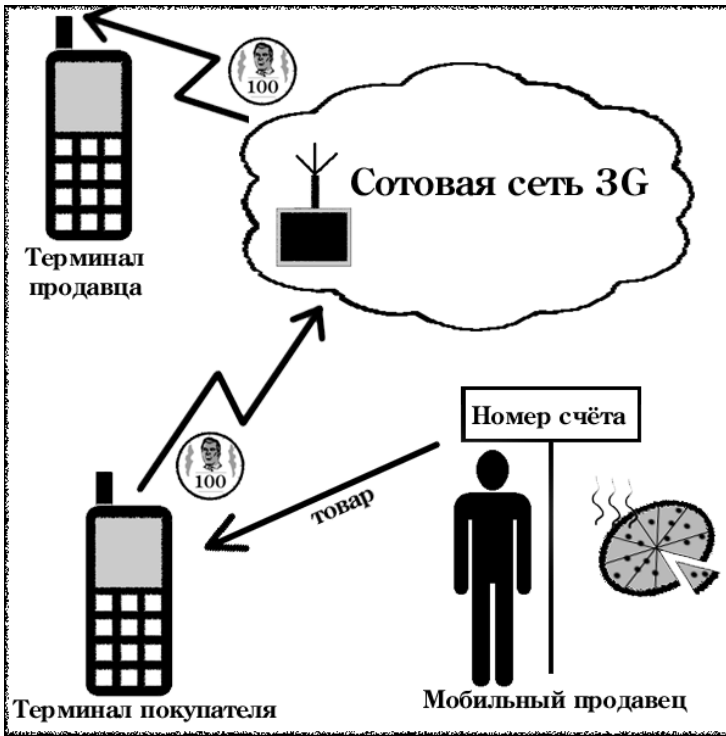 100
Сотовая сеть 3G
Терминал
продавца
Номер счёта
100
товар
Терминал покупателя
Мобильный продавец